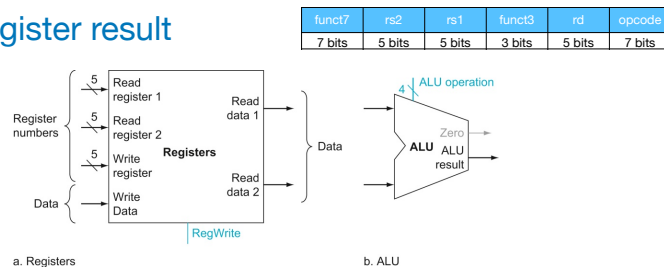 gister result
funct7 rs2 rs1 funct3 rd opcode
7 bits 5 bits 5 bits 3 bits 5 bits 7 bits
Register
numbers
Data
5
5
5
Read
register 1
Read
register 2
Write
register
Write
Data
Registers
Read
data 1
Read
data 2
RegWrite
Data
4
ALU operation
Zero
ALU
ALU
result
a. Registers
b. ALU